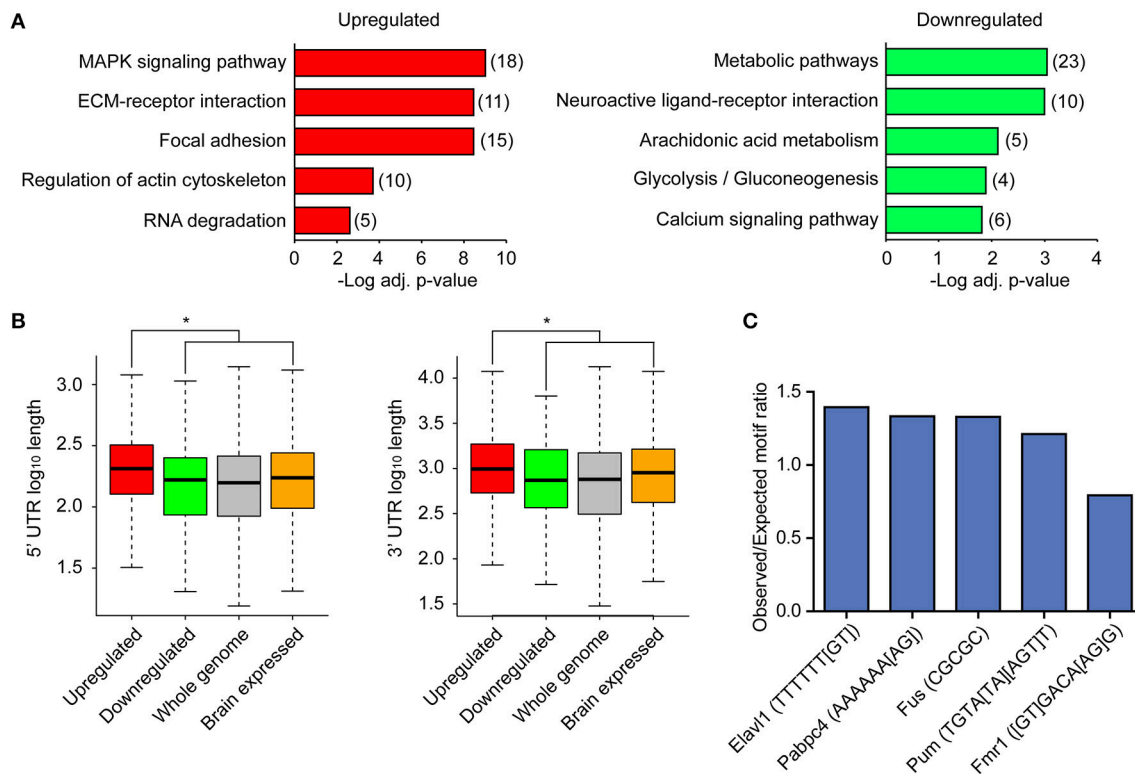 A
Upregulated
MAPK signaling pathway (18)
ECM-receptor interaction (11)
Focal adhesion (15)
Regulation of actin cytoskeleton (10)
RNA degradation (5)
0 2 4 6 8 10
-Log adj. p-value
Downregulated
Metabolic pathways (23)
Neuroactive ligand-receptor interaction (10)
Arachidonic acid metabolism (5)
Glycolysis / Gluconeogenesis (4)
Calcium signaling pathway (6)
0 1 2 3 4
-Log adj. p-value
B
*
5' UTR log₁₀ length
3.0
2.5
2.0
1.5
Upregulated
Downregulated
Whole genome
Brain expressed
*
3' UTR log₁₀ length
4.0
3.5
3.0
2.5
2.0
1.5
Upregulated
Downregulated
Whole genome
Brain expressed
C
Observed/Expected motif ratio
1.5
1.0
0.5
0.0
Elavl1 (TTTTTT[GT])
Pabpc4 (AAAAAA[AG])
Fus (CGCGC)
Pum (TGTA[TA][AGT]T)
Fmr1 ([GT]GACA[AG]G)